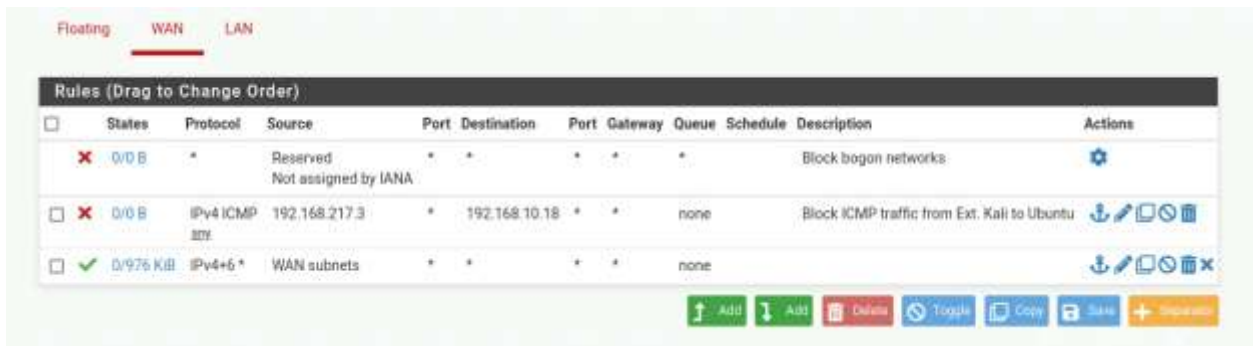 Floating WAN LAN
Rules (Drag to Change Order)
States Protocol Source Port Destination Port Gateway Queue Schedule Description Actions
0/0 B * Reserved * * * * * Block bogon networks
Not assigned by IANA
0/0 B IPv4 ICMP 192.168.217.3 * 192.168.10.18 * * none Block ICMP traffic from Ext. Kali to Ubuntu
any
0/976 KiB IPv4+6 * WAN subnets * * * * none
Add Add Delete Toggle Copy Save Separator